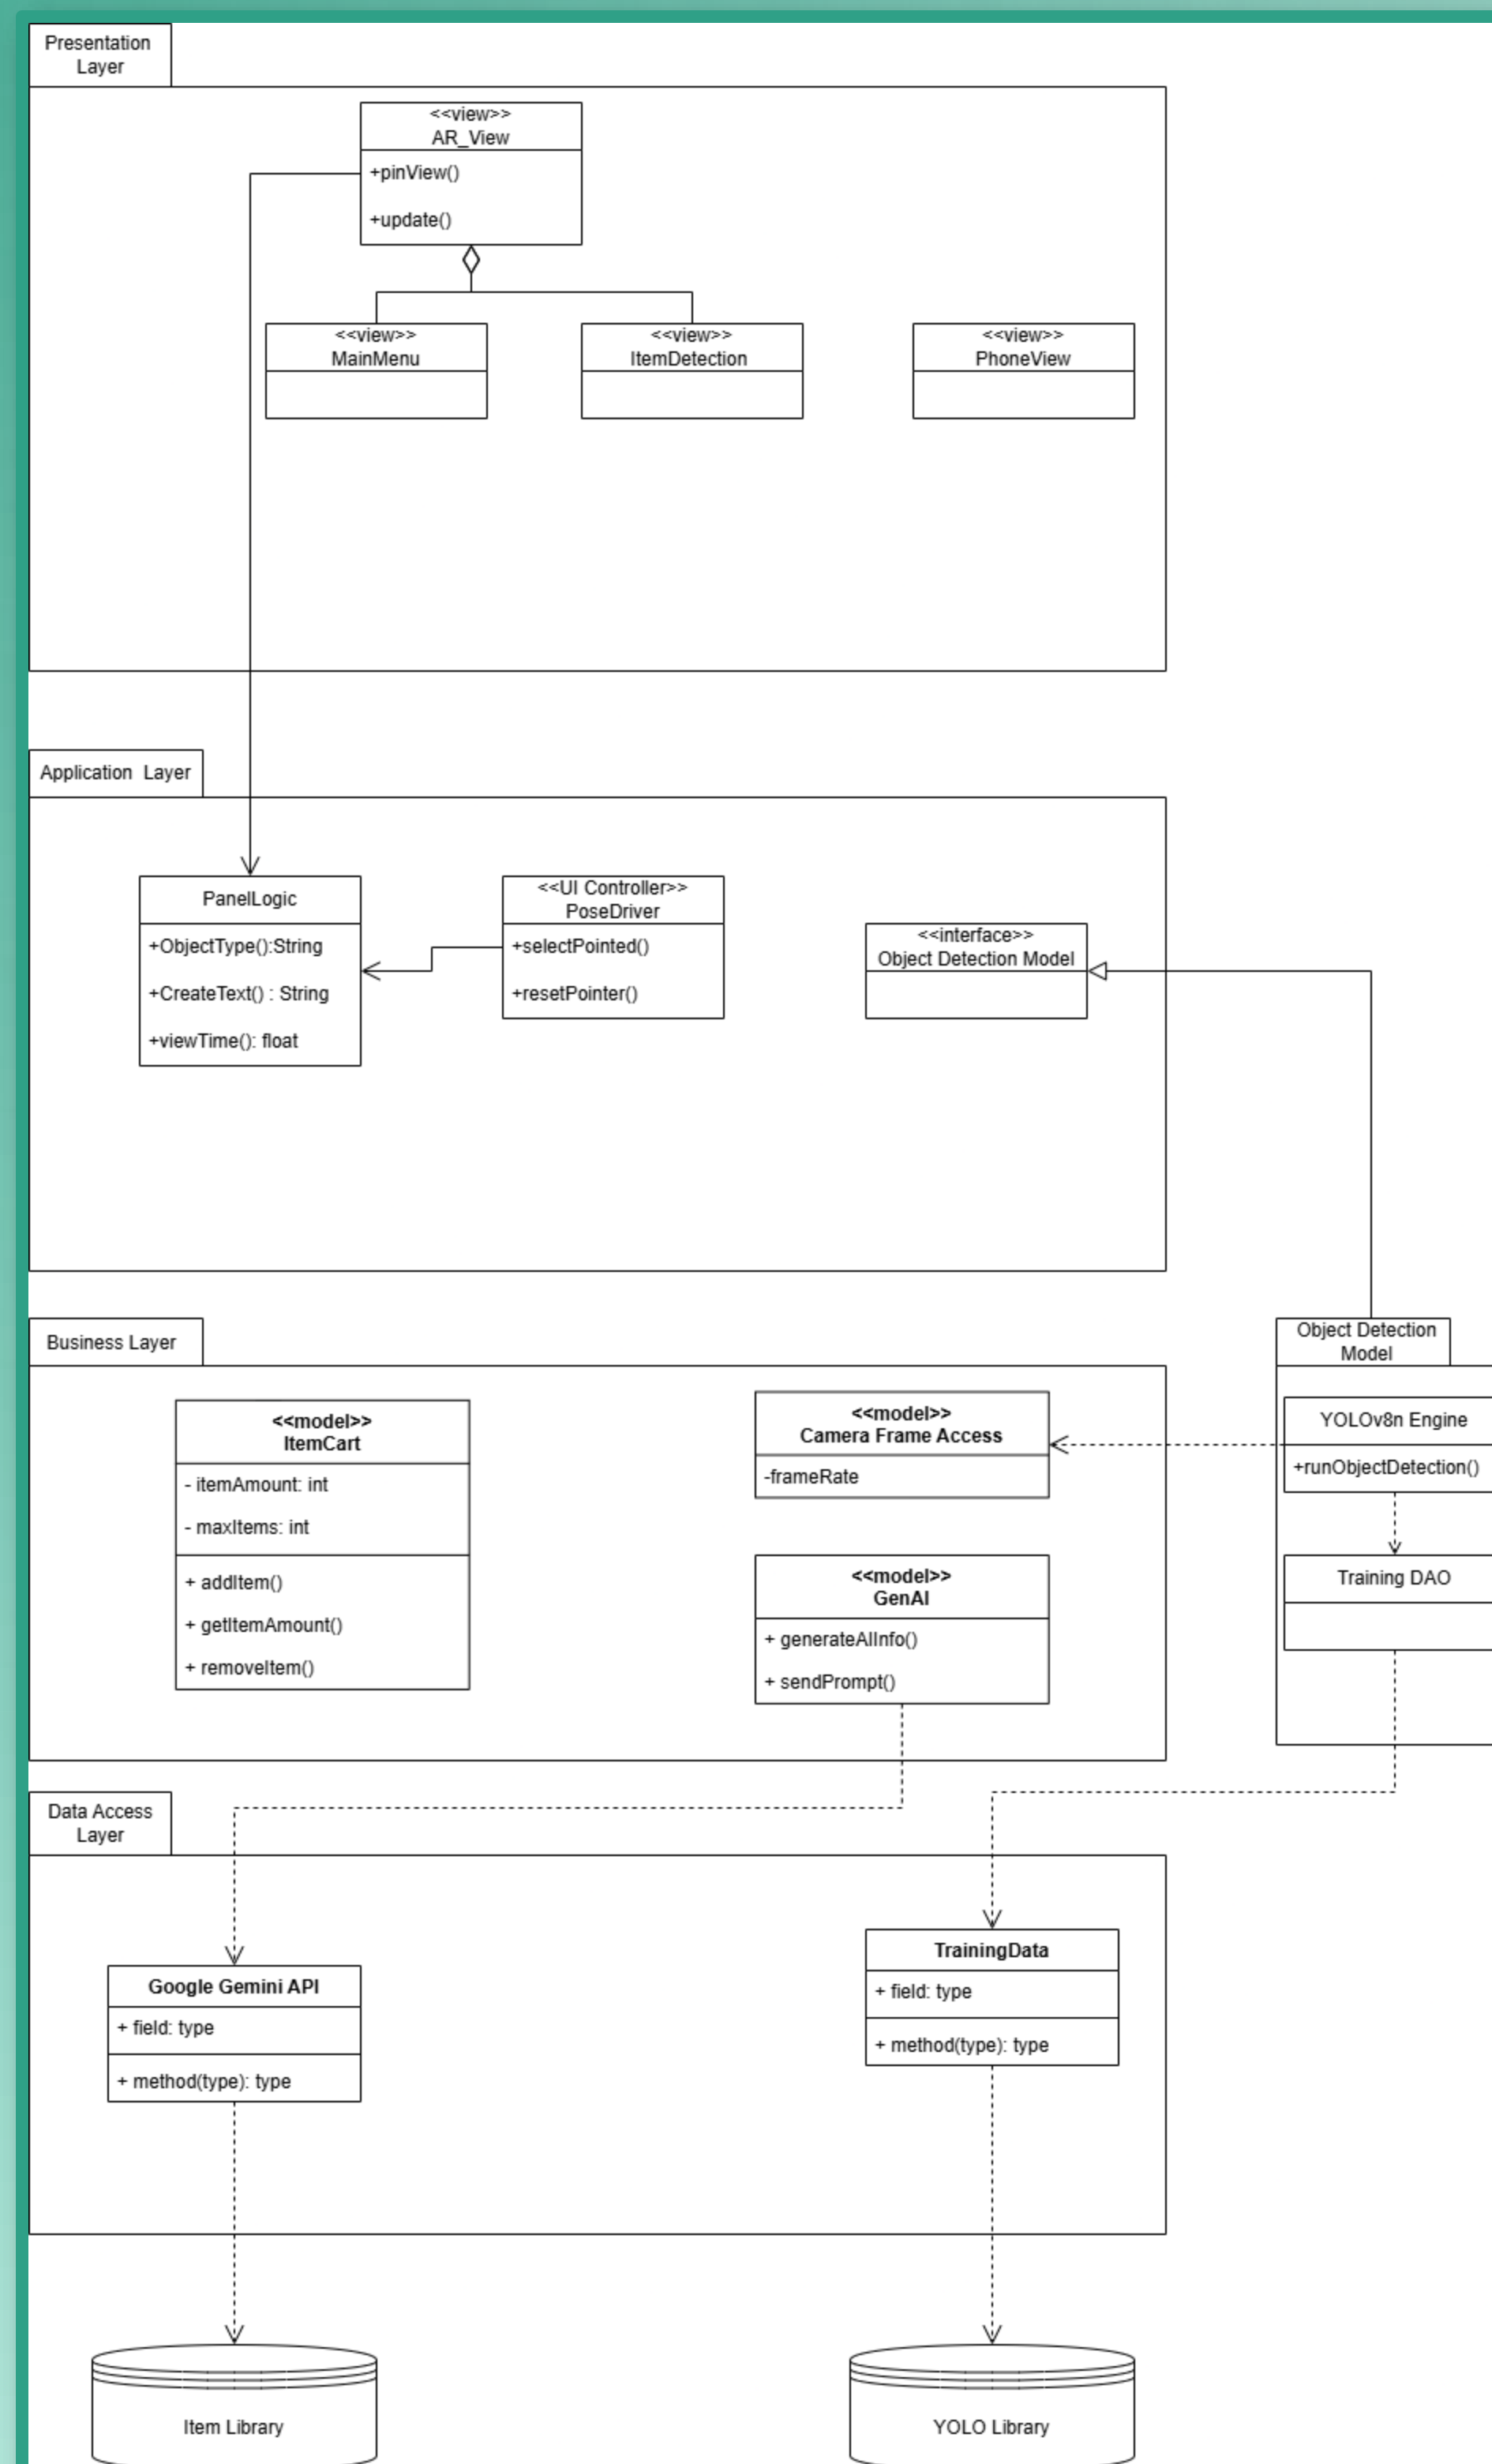 Presentation
Layer
<<view>>
AR_View
+pinView()
+update()
<<view>>
MainMenu
<<view>>
ItemDetection
<<view>>
PhoneView
Application Layer
PanelLogic
+ObjectType():String
+CreateText() : String
+viewTime(): float
<<UI Controller>>
PoseDriver
+selectPointed()
+resetPointer()
<<interface>>
Object Detection Model
Business Layer
<<model>>
ItemCart
- itemAmount: int
- maxItems: int
+ addItem()
+ getItemAmount()
+ removeItem()
<<model>>
Camera Frame Access
-frameRate
<<model>>
GenAI
+ generateAIInfo()
+ sendPrompt()
Object Detection
Model
YOLOv8n Engine
+runObjectDetection()
Training DAO
Data Access
Layer
Google Gemini API
+ field: type
+ method(type): type
TrainingData
+ field: type
+ method(type): type
Item Library
YOLO Library